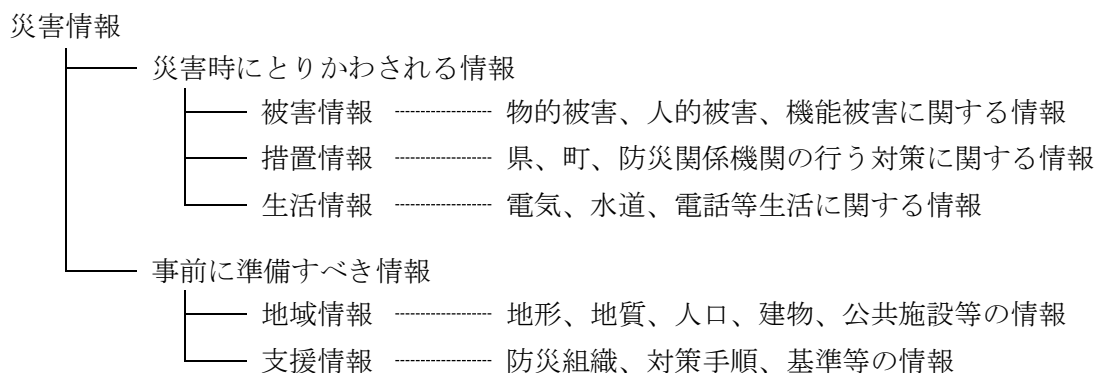 災害情報
災害時にとりかわされる情報
被害情報 物的被害、人的被害、機能被害に関する情報
措置情報 県、町、防災関係機関の行う対策に関する情報
生活情報 電気、水道、電話等生活に関する情報
事前に準備すべき情報
地域情報 地形、地質、人口、建物、公共施設等の情報
支援情報 防災組織、対策手順、基準等の情報